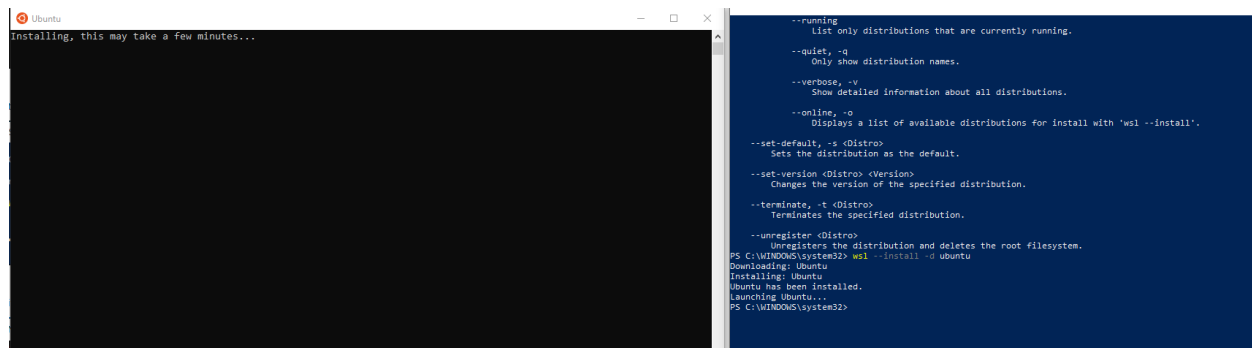 Ubuntu
Installing, this may take a few minutes...
--running
List only distributions that are currently running.
--quiet, -q
Only show distribution names.
--verbose, -v
Show detailed information about all distributions.
--online, -o
Displays a list of available distributions for install with 'wsl --install'.
--set-default, -s <Distro>
Sets the distribution as the default.
--set-version <Distro> <Version>
Changes the version of the specified distribution.
--terminate, -t <Distro>
Terminates the specified distribution.
--unregister <Distro>
Unregisters the distribution and deletes the root filesystem.
PS C:\WINDOWS\system32> wsl --install -d ubuntu
Downloading: Ubuntu
Installing: Ubuntu
Ubuntu has been installed.
Launching Ubuntu...
PS C:\WINDOWS\system32>